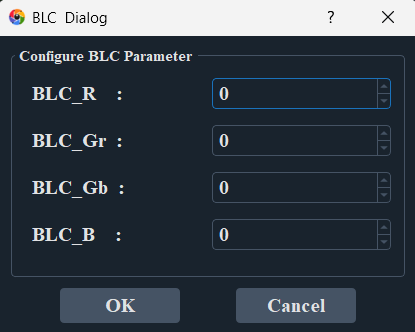 BLC Dialog ?
Configure BLC Parameter
BLC_R : 0
BLC_Gr : 0
BLC_Gb : 0
BLC_B : 0
OK Cancel